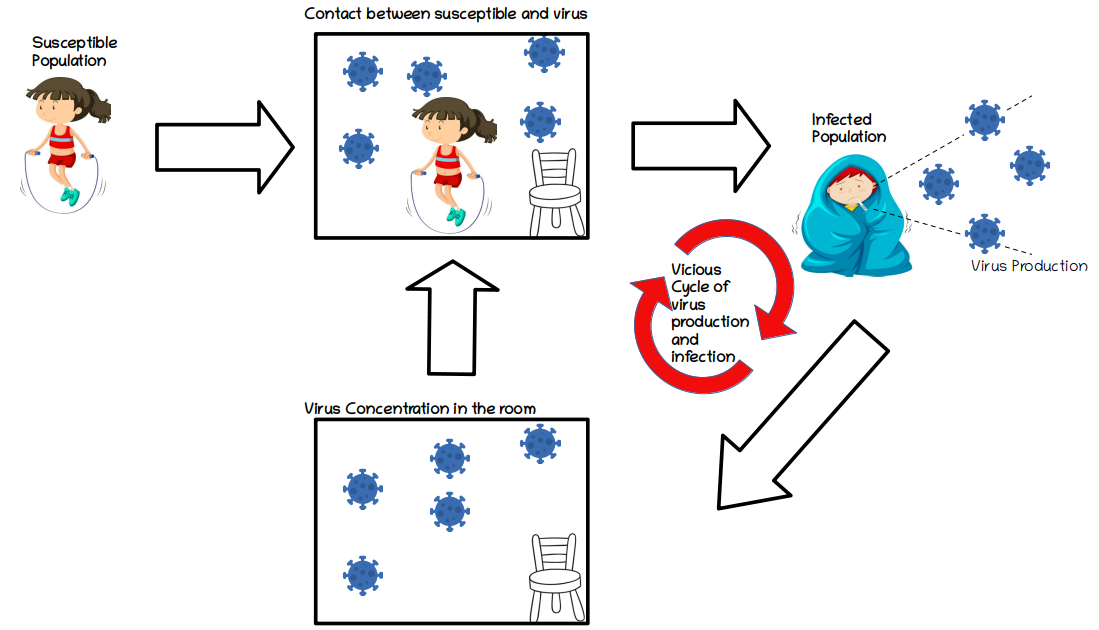 Contact between susceptible and virus
Susceptible
Population
Infected
Population
Virus Production
Vicious
Cycle of
virus
production
and
infection
Virus Concentration in the room